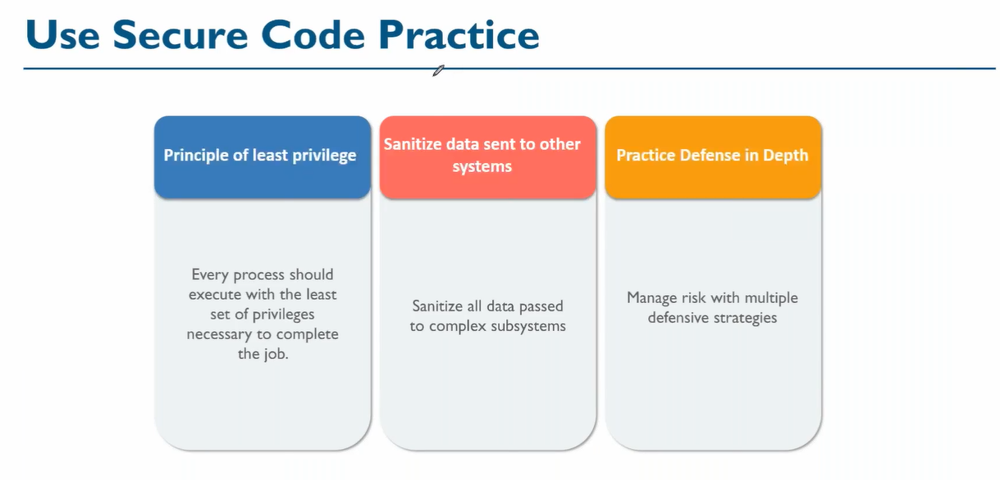 Use Secure Code Practice
Principle of least privilege
Every process should
execute with the least
set of privileges
necessary to complete
the job.
Sanitize data sent to other
systems
Sanitize all data passed
to complex subsystems
Practice Defense in Depth
Manage risk with multiple
defensive strategies